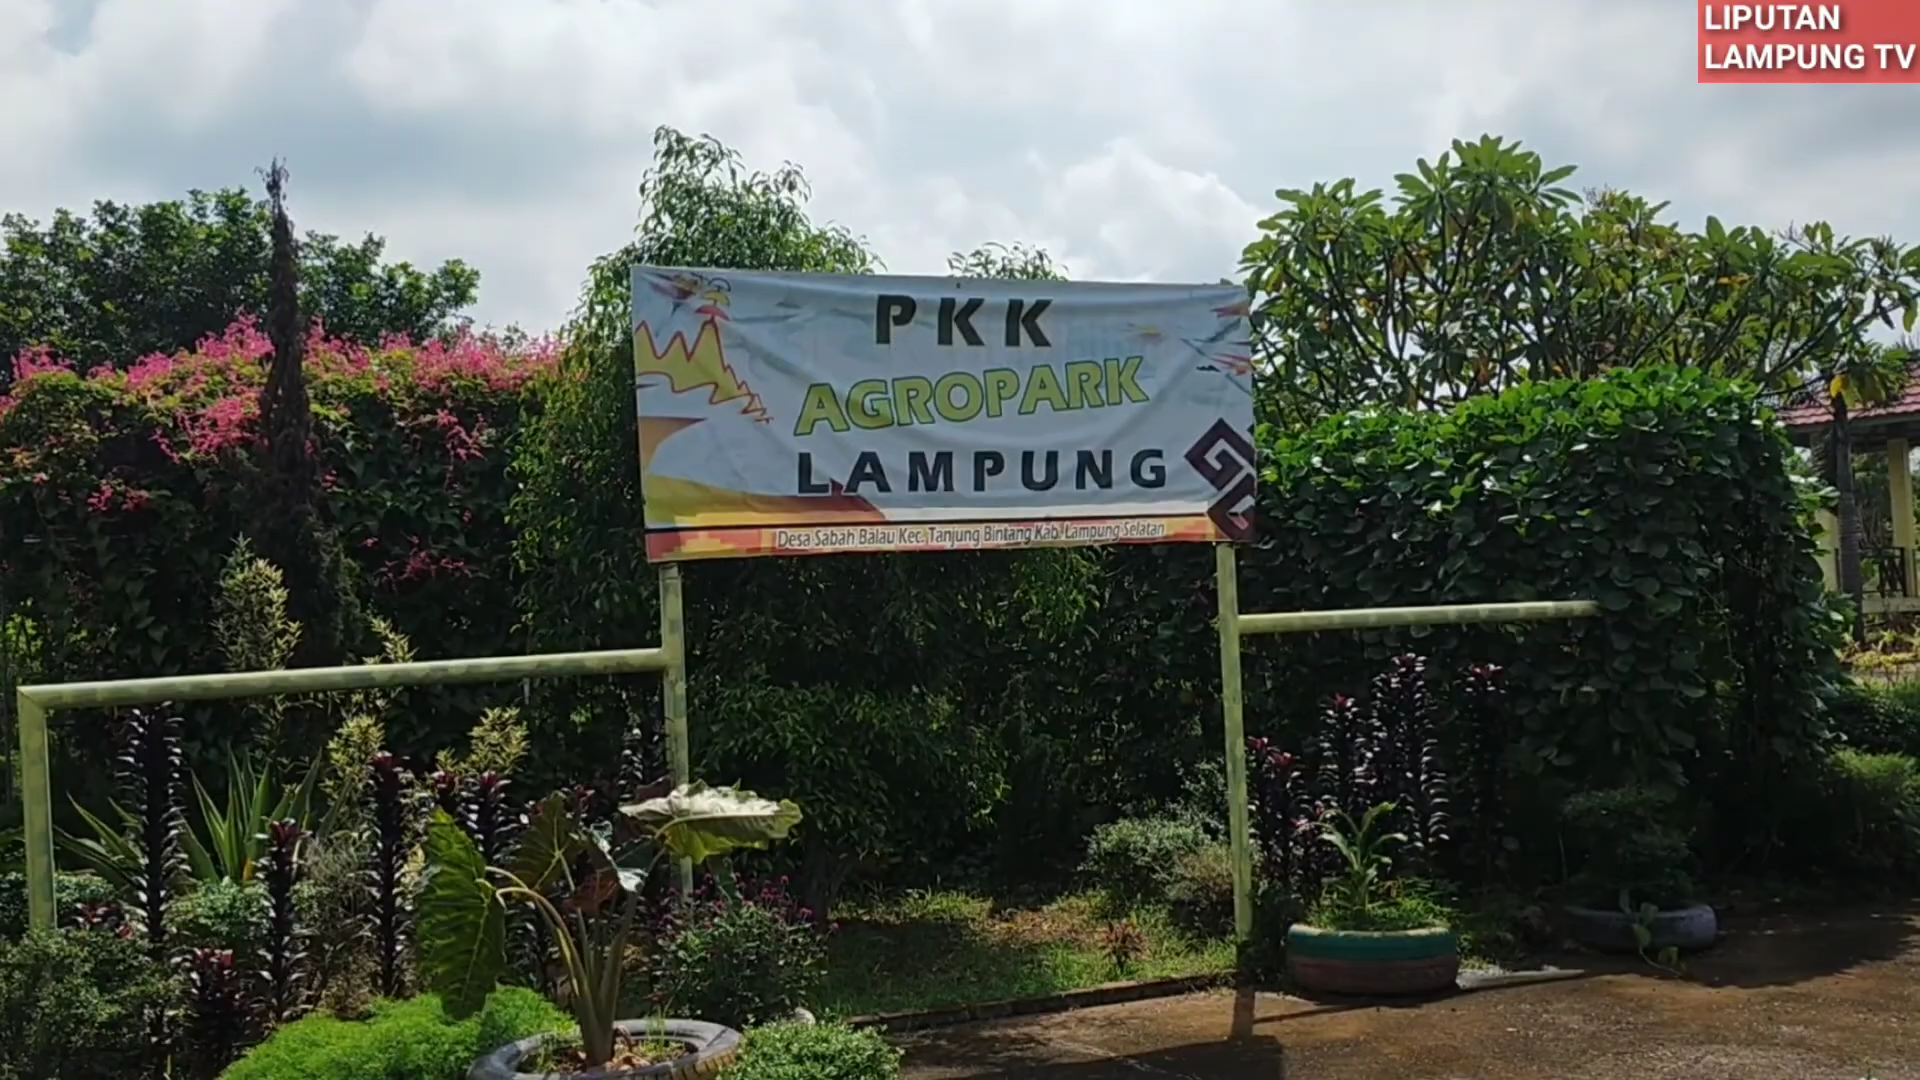 LIPUTAN
LAMPUNG TV
PKK
AGROPARK
LAMPUNG
Desa Sabah Balau Kec. Tanjung Bintang Kab. Lampung Selatan